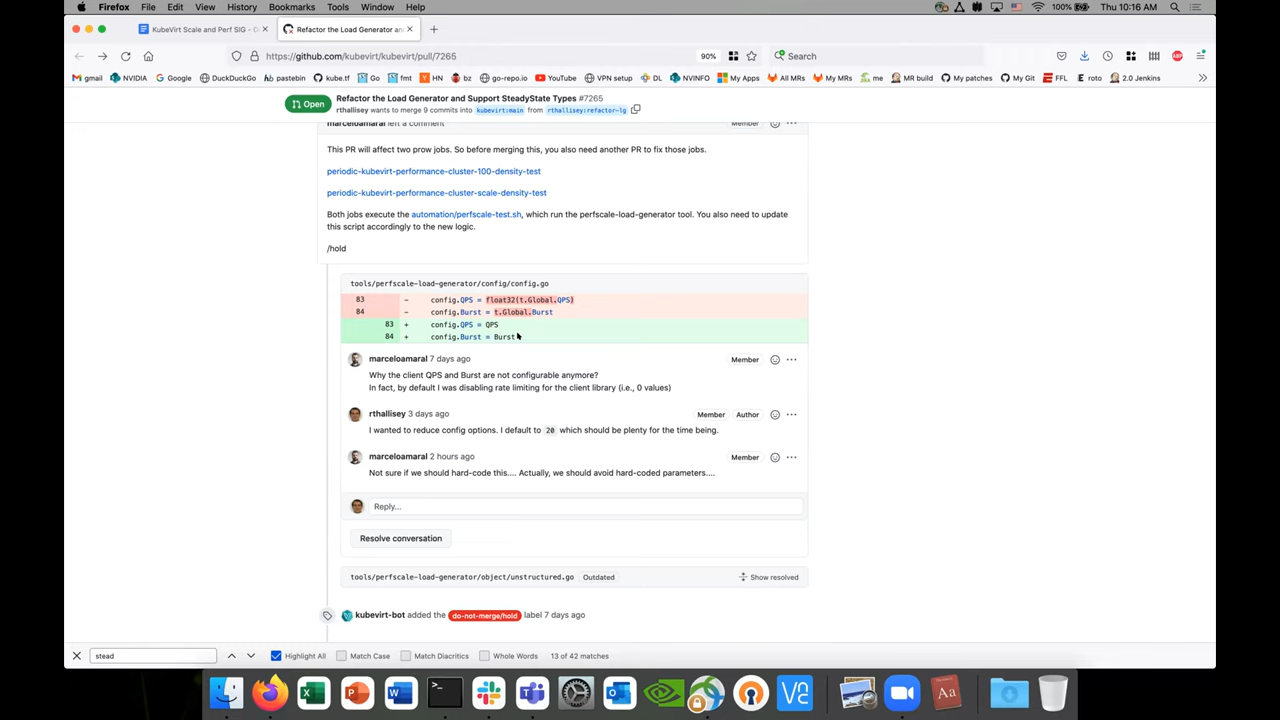 Firefox File Edit View History Bookmarks Tools Window Help 100% Thu 10:16 AM
KubeVirt Scale and Perf SIG - G
Refactor the Load Generator an
https://github.com/kubevirt/kubevirt/pull/7265 90% Search
gmail NVIDIA Google DuckDuckGo pastebin kube.tf Go fmt HN bz go-repo.io YouTube VPN setup DL NVINFO My Apps All MRs My MRs me MR build My patches My Git FFL eroto 2.0 Jenkins
Open
Refactor the Load Generator and Support SteadyState Types #7265
rthallisey wants to merge 9 commits into kubevirt:main from rthallisey:refactor-lg
marceloamaral left a comment Member
This PR will affect two prow jobs. So before merging this, you also need another PR to fix those jobs.
periodic-kubevirt-performance-cluster-100-density-test
periodic-kubevirt-performance-cluster-scale-density-test
Both jobs execute the automation/perfscale-test.sh, which run the perfscale-load-generator tool. You also need to update
this script accordingly to the new logic.
/hold
tools/perfscale-load-generator/config/config.go
83 - config.QPS = float32(t.Global.QPS)
84 - config.Burst = t.Global.Burst
83 + config.QPS = QPS
84 + config.Burst = Burst
marceloamaral 7 days ago Member
Why the client QPS and Burst are not configurable anymore?
In fact, by default I was disabling rate limiting for the client library (i.e., 0 values)
rthallisey 3 days ago Member Author
I wanted to reduce config options. I default to 20 which should be plenty for the time being.
marceloamaral 2 hours ago Member
Not sure if we should hard-code this.... Actually, we should avoid hard-coded parameters....
Reply...
Resolve conversation
tools/perfscale-load-generator/object/unstructured.go Outdated Show resolved
kubevirt-bot added the do-not-merge/hold label 7 days ago
stead Highlight All Match Case Match Diacritics Whole Words 13 of 42 matches